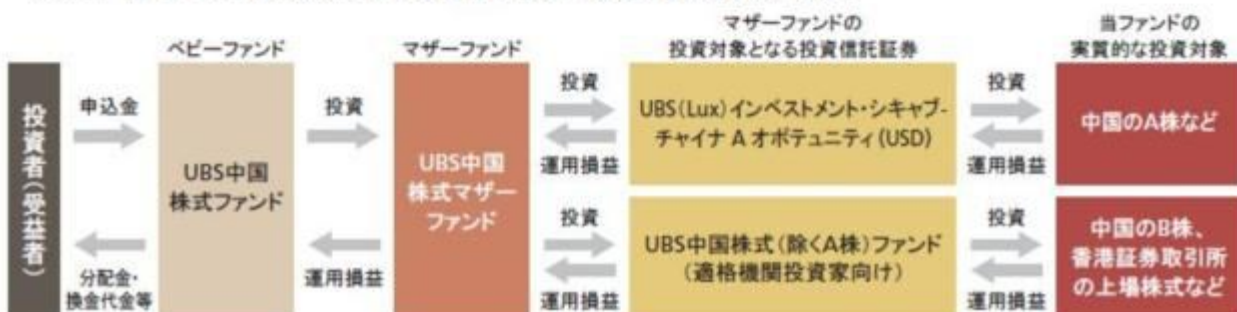 マザーファンドの
投資対象となる投資信託証券
当ファンドの
実質的な投資対象
ベビーファンド
マザーファンド
投資者(受益者)
申込金
分配金・
換金代金等
UBS中国
株式ファンド
投資
運用損益
UBS中国
株式マザー
ファンド
投資
運用損益
UBS(Lux)インベストメント・シキャブ-
チャイナ A オポテュニティ(USD)
投資
運用損益
中国のA株など
投資
運用損益
UBS中国株式(除くA株)ファンド
(適格機関投資家向け)
投資
運用損益
中国のB株、
香港証券取引所
の上場株式など